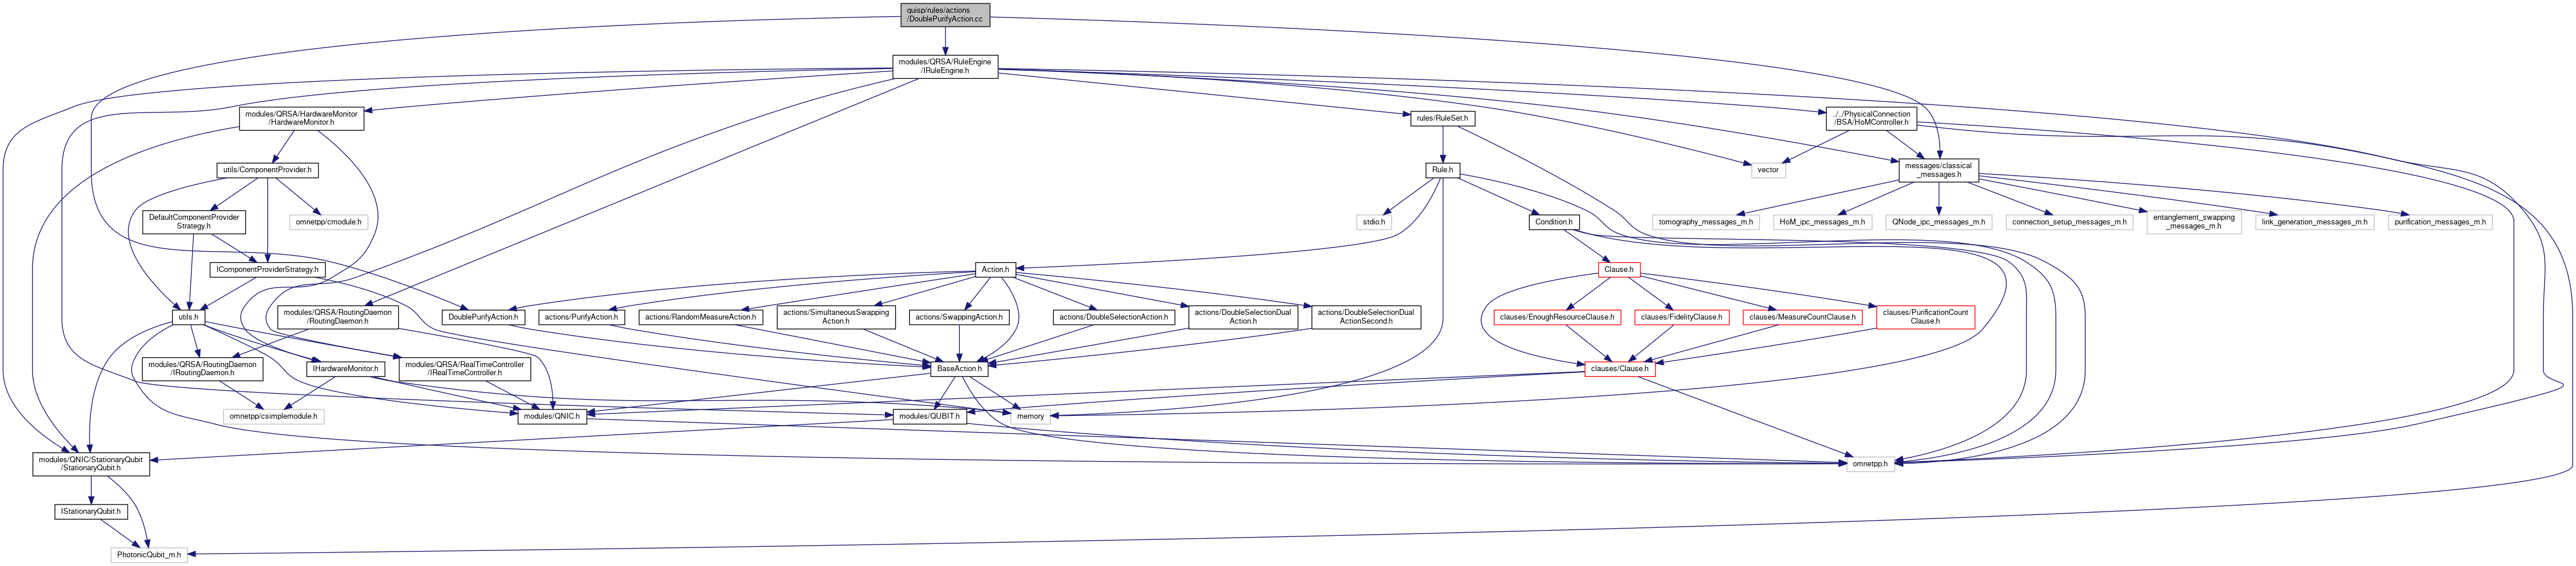 quisp/rules/actions
/DoublePurifyAction.cc
modules/QRSA/RuleEngine
/IRuleEngine.h
modules/QRSA/HardwareMonitor
/HardwareMonitor.h
rules/RuleSet.h
../../PhysicalConnection
/BSA/HoMController.h
utils/ComponentProvider.h
Rule.h
vector
messages/classical
_messages.h
DefaultComponentProvider
Strategy.h
omnetpp/cmodule.h
stdio.h
Condition.h
tomography_messages_m.h
HoM_ipc_messages_m.h
QNode_ipc_messages_m.h
connection_setup_messages_m.h
entanglement_swapping
_messages_m.h
link_generation_messages_m.h
purification_messages_m.h
IComponentProviderStrategy.h
Action.h
Clause.h
utils.h
modules/QRSA/RoutingDaemon
/RoutingDaemon.h
DoublePurifyAction.h
actions/PurifyAction.h
actions/RandomMeasureAction.h
actions/SimultaneousSwapping
Action.h
actions/SwappingAction.h
actions/DoubleSelectionAction.h
actions/DoubleSelectionDual
Action.h
actions/DoubleSelectionDual
ActionSecond.h
clauses/EnoughResourceClause.h
clauses/FidelityClause.h
clauses/MeasureCountClause.h
clauses/PurificationCount
Clause.h
modules/QRSA/RoutingDaemon
/IRoutingDaemon.h
IHardwareMonitor.h
modules/QRSA/RealTimeController
/IRealTimeController.h
BaseAction.h
clauses/Clause.h
omnetpp/csimplemodule.h
modules/QNIC.h
modules/QUBIT.h
memory
modules/QNIC/StationaryQubit
/StationaryQubit.h
omnetpp.h
IStationaryQubit.h
PhotonicQubit_m.h